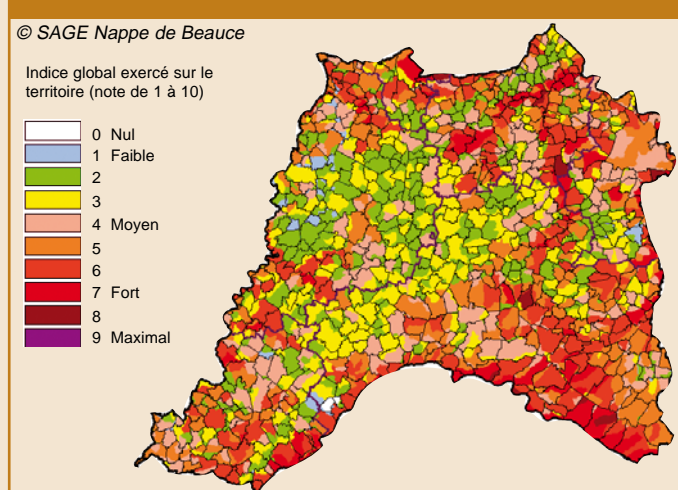 © SAGE Nappe de Beauce
Indice global exercé sur le
territoire (note de 1 à 10)
0 Nul
1 Faible
2
3
4 Moyen
5
6
7 Fort
8
9 Maximal